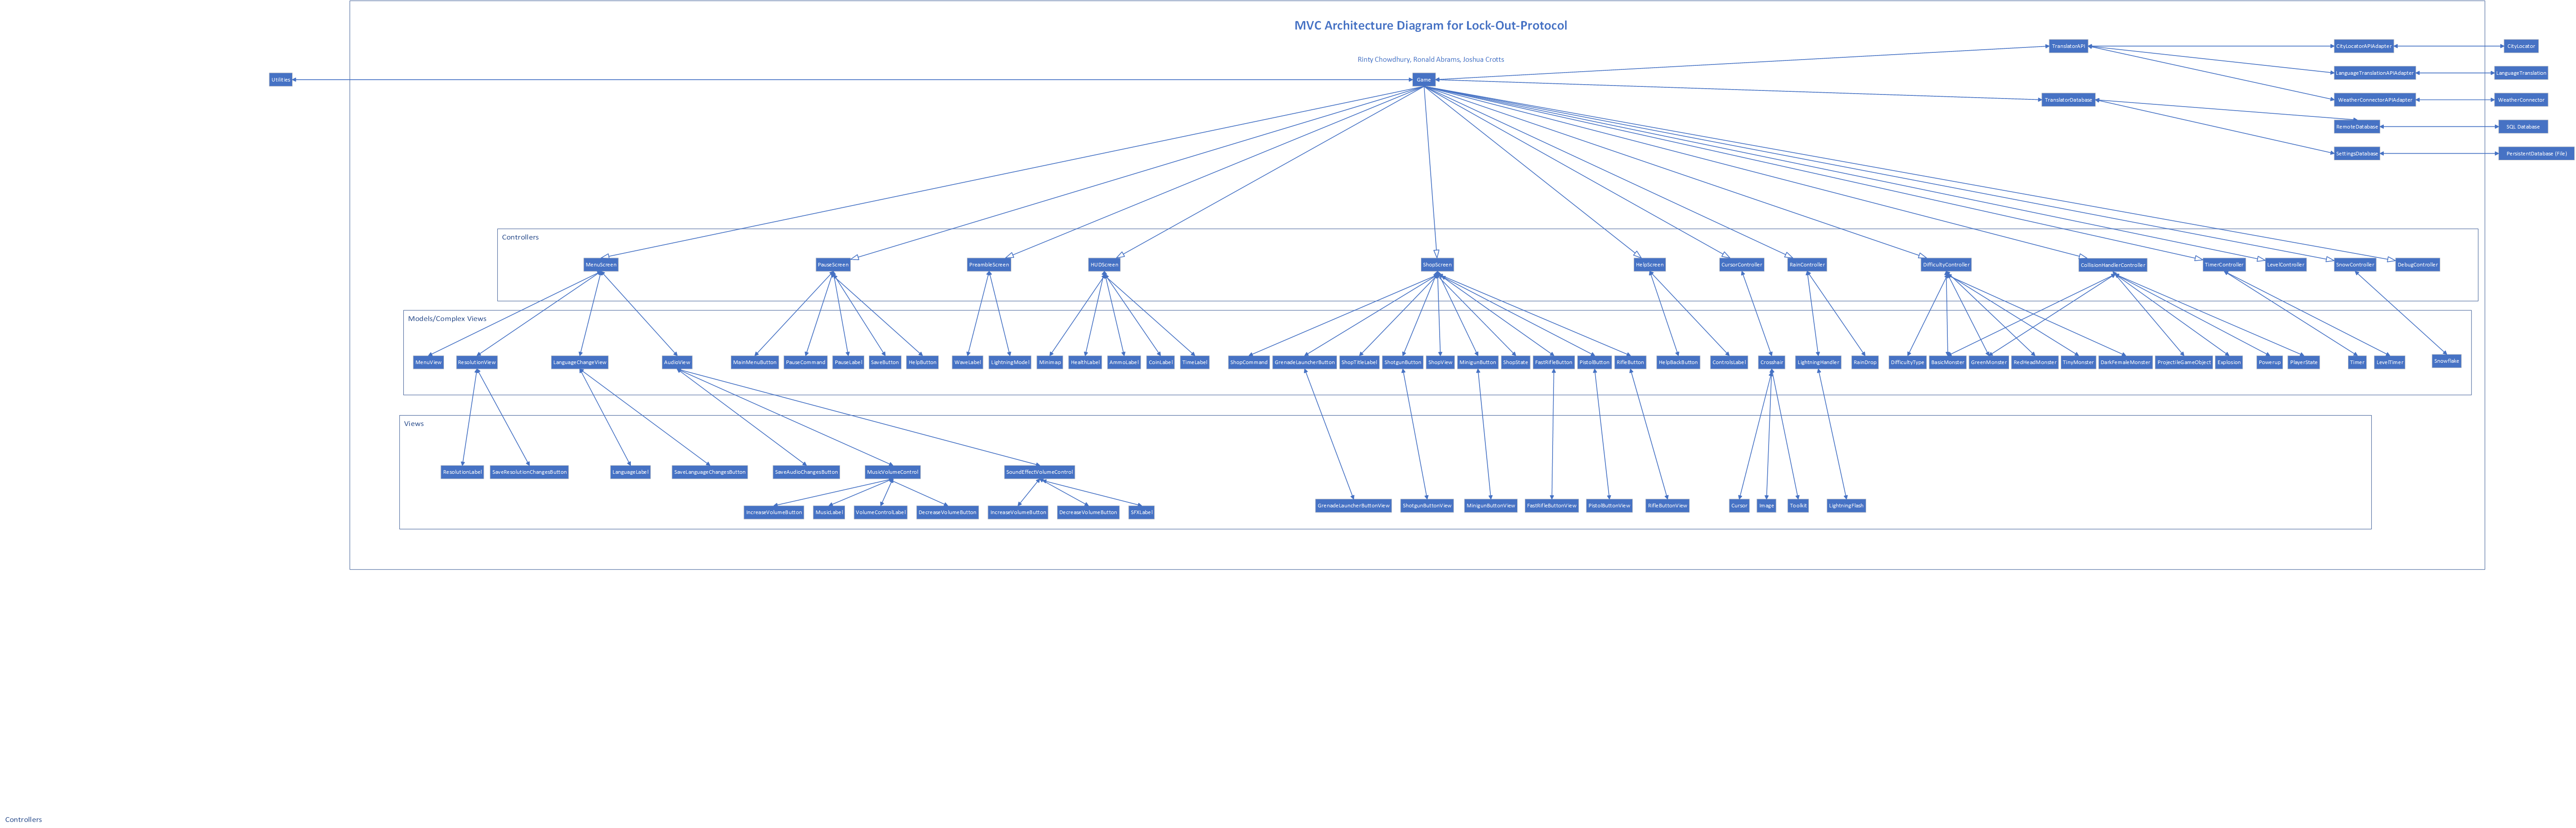 MVC Architecture Diagram for Lock-Out-Protocol
Rinty Chowdhury, Ronald Abrams, Joshua Crotts
TranslatorAPI
CityLocatorAPIAdapter
CityLocator
Utilities
Game
LanguageTranslationAPIAdapter
LanguageTranslation
TranslatorDatabase
WeatherConnectorAPIAdapter
WeatherConnector
RemoteDatabase
SQL Database
SettingsDatabase
PersistentDatabase (File)
Controllers
MenuScreen
PauseScreen
PreambleScreen
HUDScreen
ShopScreen
HelpScreen
CursorController
RainController
DifficultyController
CollisionHandlerController
TimerController
LevelController
SnowController
DebugController
Models/Complex Views
MenuView
ResolutionView
LanguageChangeView
AudioView
MainMenuButton
PauseCommand
PauseLabel
SaveButton
HelpButton
WaveLabel
LightningModel
Minimap
HealthLabel
AmmoLabel
CoinLabel
TimeLabel
ShopCommand
GrenadeLauncherButton
ShopTitleLabel
ShotgunButton
ShopView
MinigunButton
ShopState
FastRifleButton
PistolButton
RifleButton
HelpBackButton
ControlsLabel
Crosshair
LightningHandler
RainDrop
DifficultyType
BasicMonster
GreenMonster
RedHeadMonster
TinyMonster
DarkFemaleMonster
ProjectileGameObject
Explosion
Powerup
PlayerState
Timer
LevelTimer
Snowflake
Views
ResolutionLabel
SaveResolutionChangesButton
LanguageLabel
SaveLanguageChangesButton
SaveAudioChangesButton
MusicVolumeControl
SoundEffectVolumeControl
IncreaseVolumeButton
MusicLabel
VolumeControlLabel
DecreaseVolumeButton
IncreaseVolumeButton
DecreaseVolumeButton
SFXLabel
GrenadeLauncherButtonView
ShotgunButtonView
MinigunButtonView
FastRifleButtonView
PistolButtonView
RifleButtonView
Cursor
Image
Toolkit
LightningFlash
Controllers